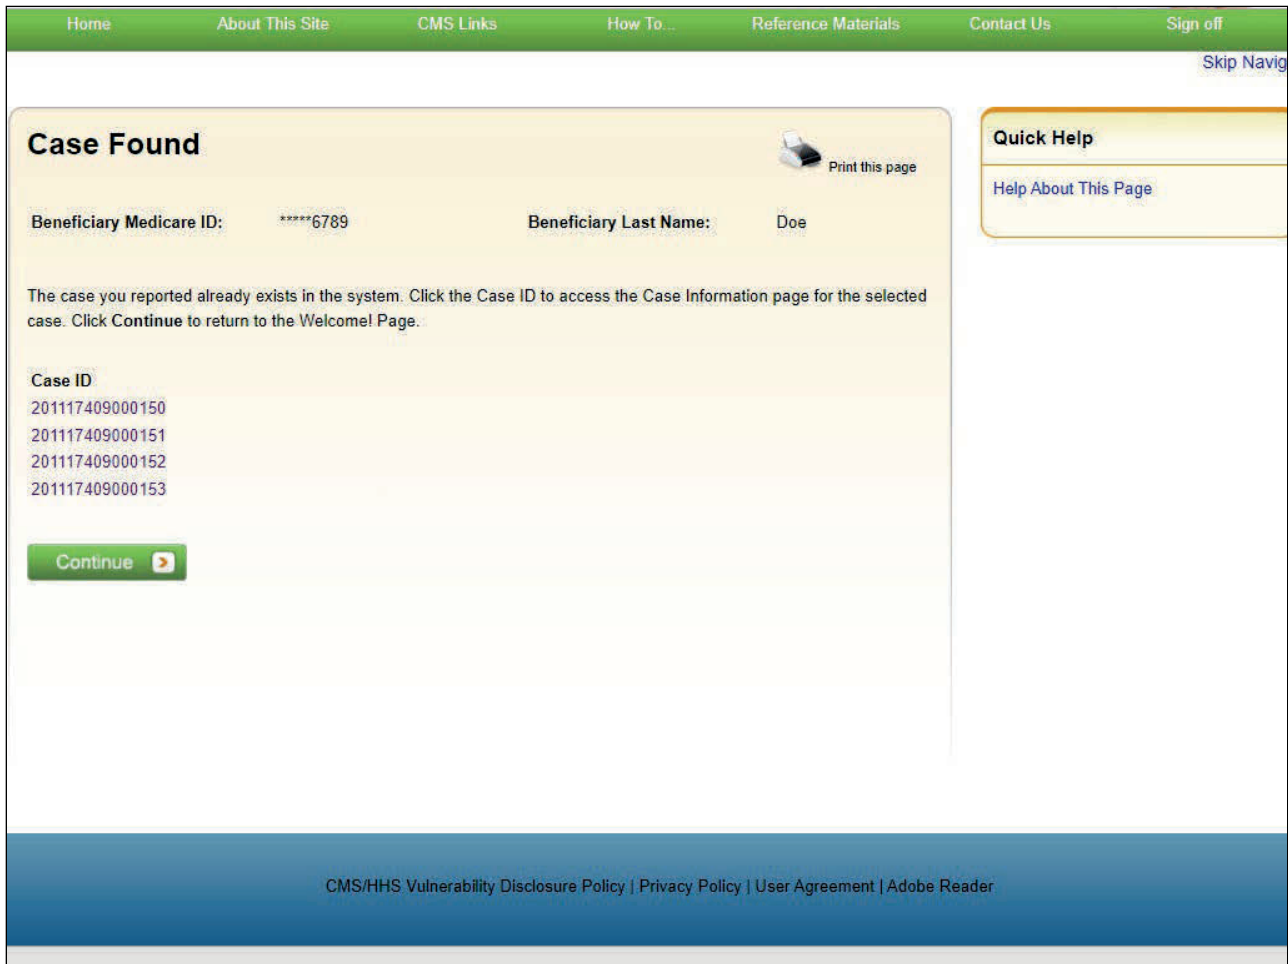 Home About This Site CMS Links How To... Reference Materials Contact Us Sign off
Skip Navig
Case Found
Print this page
Beneficiary Medicare ID: *****6789 Beneficiary Last Name: Doe
The case you reported already exists in the system. Click the Case ID to access the Case Information page for the selected
case. Click Continue to return to the Welcome! Page.
Case ID
201117409000150
201117409000151
201117409000152
201117409000153
Continue
Quick Help
Help About This Page
CMS/HHS Vulnerability Disclosure Policy | Privacy Policy | User Agreement | Adobe Reader